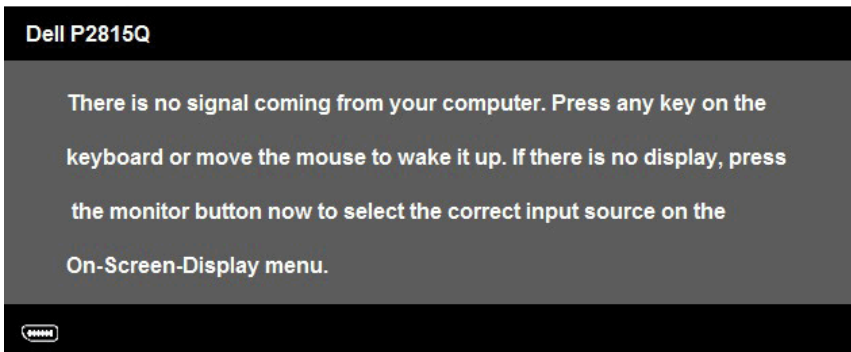 Dell P2815Q
There is no signal coming from your computer. Press any key on the
keyboard or move the mouse to wake it up. If there is no display, press
the monitor button now to select the correct input source on the
On-Screen-Display menu.